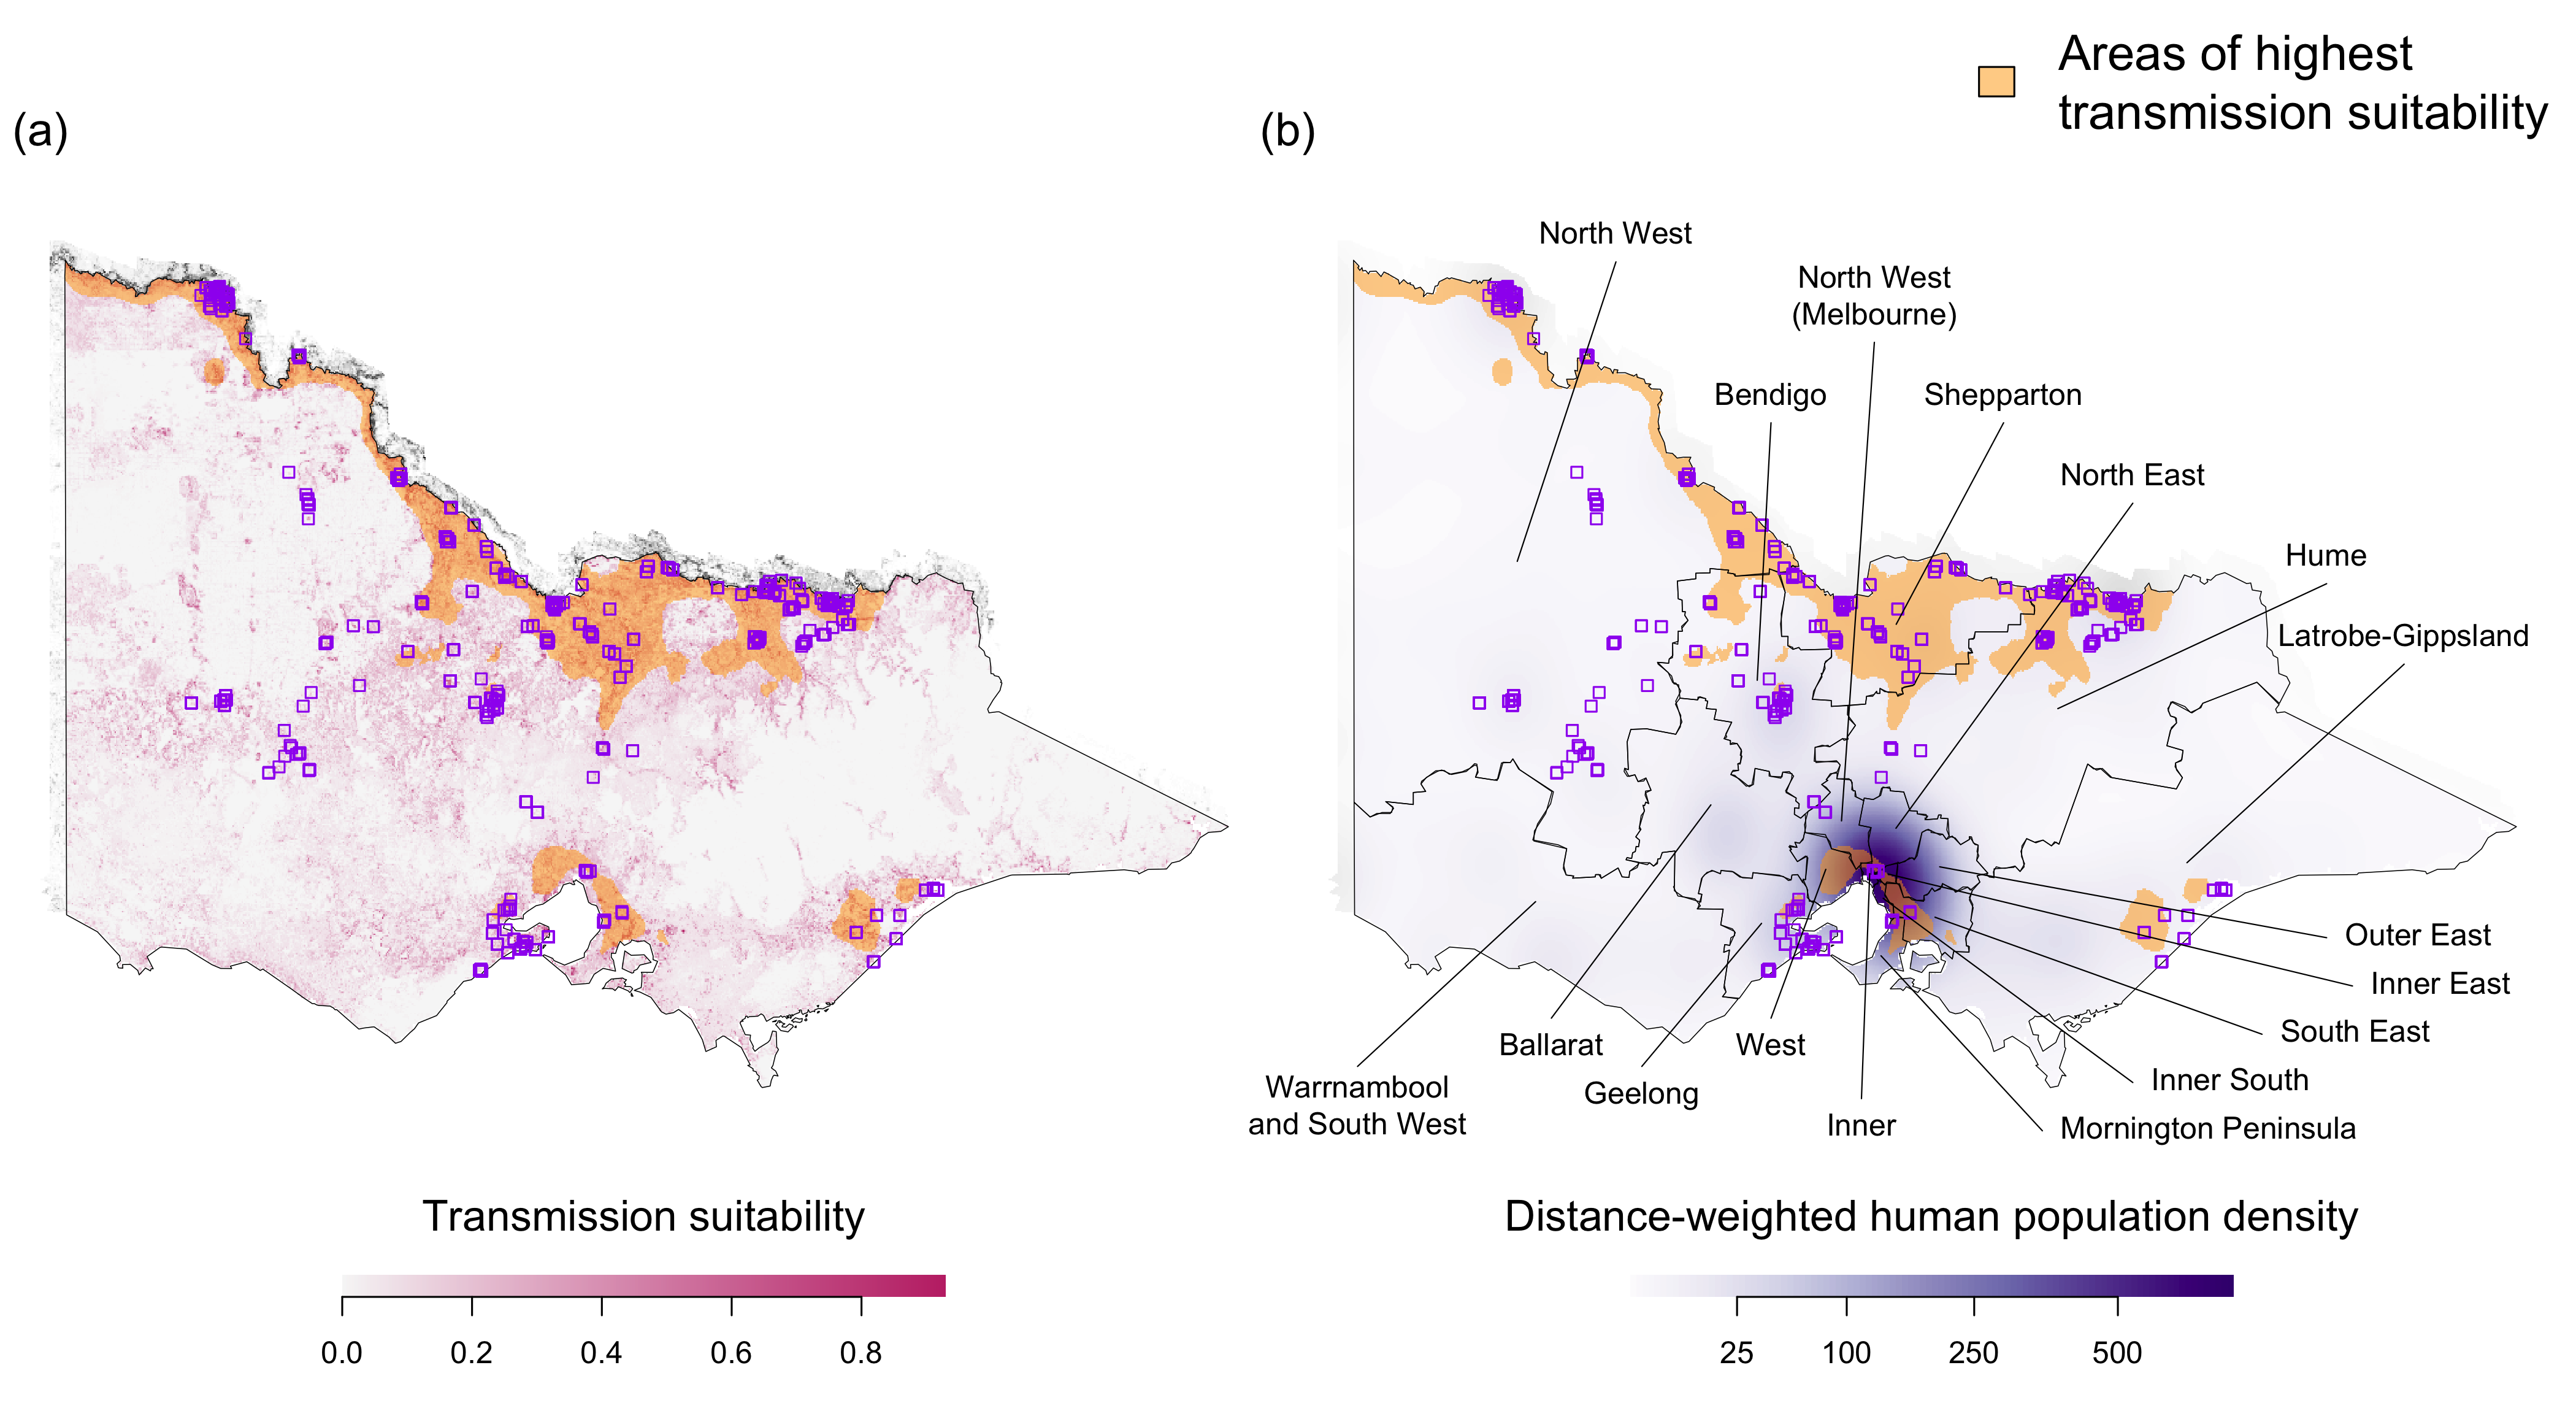 Areas of highest
transmission suitability
(a)
(b)
North West
North West
(Melbourne)
Bendigo
Shepparton
North East
Hume
Latrobe-Gippsland
Outer East
Inner East
South East
Inner South
Mornington Peninsula
Inner
West
Geelong
Ballarat
Warrnambool
and South West
Transmission suitability
0.0 0.2 0.4 0.6 0.8
Distance-weighted human population density
25 100 250 500